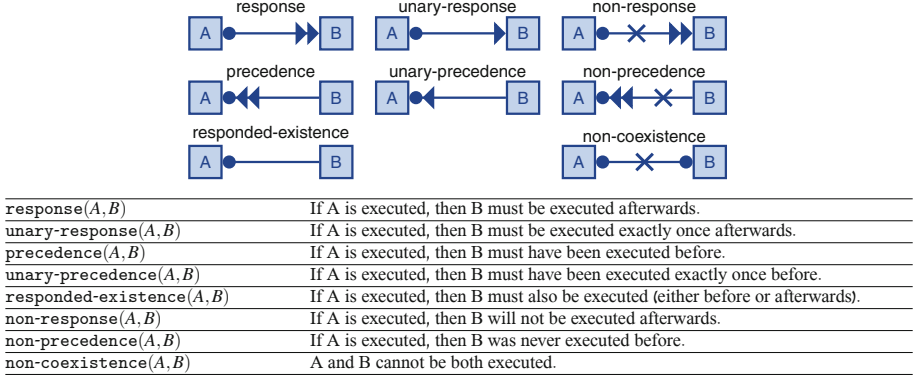 response unary-response non-response
A B A B A B
precedence unary-precedence non-precedence
A B A B A B
responded-existence non-coexistence
A B A B
response(A,B) If A is executed, then B must be executed afterwards.
unary-response(A,B) If A is executed, then B must be executed exactly once afterwards.
precedence(A,B) If A is executed, then B must have been executed before.
unary-precedence(A,B) If A is executed, then B must have been executed exactly once before.
responded-existence(A,B) If A is executed, then B must also be executed (either before or afterwards).
non-response(A,B) If A is executed, then B will not be executed afterwards.
non-precedence(A,B) If A is executed, then B was never executed before.
non-coexistence(A,B) A and B cannot be both executed.